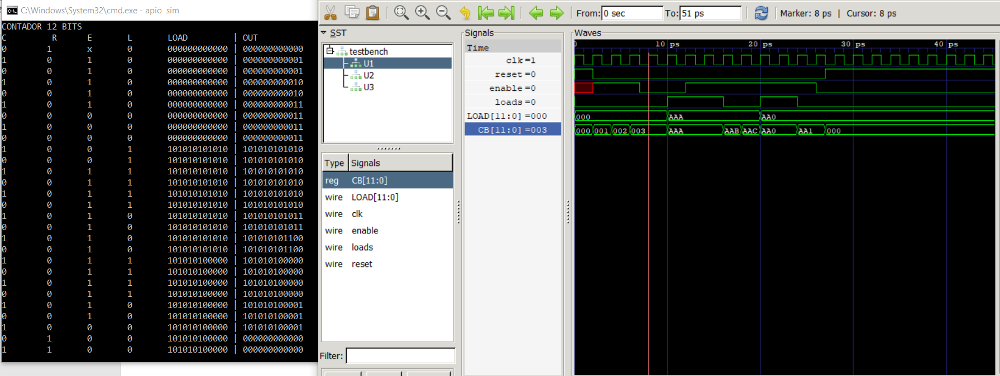 C:\Windows\System32\cmd.exe - apio sim
CONTADOR 12 BITS
C R E L LOAD | OUT
0 1 x 0 000000000000 | 000000000000
1 0 1 0 000000000000 | 000000000001
0 0 1 0 000000000000 | 000000000001
1 0 1 0 000000000000 | 000000000010
0 0 1 0 000000000000 | 000000000010
1 0 1 0 000000000000 | 000000000011
0 0 0 0 000000000000 | 000000000011
1 0 0 0 000000000000 | 000000000011
0 0 0 0 000000000000 | 000000000011
1 0 0 1 101010101010 | 101010101010
0 0 0 1 101010101010 | 101010101010
1 0 1 1 101010101010 | 101010101010
0 0 1 1 101010101010 | 101010101010
1 0 1 1 101010101010 | 101010101010
0 0 1 1 101010101010 | 101010101010
1 0 1 0 101010101010 | 101010101011
0 0 1 0 101010101010 | 101010101011
1 0 1 0 101010101010 | 101010101100
0 0 1 0 101010101010 | 101010101100
1 0 1 1 101010100000 | 101010100000
0 0 1 1 101010100000 | 101010100000
1 0 1 1 101010100000 | 101010100000
0 0 1 1 101010100000 | 101010100000
1 0 1 0 101010100000 | 101010100001
0 0 1 0 101010100000 | 101010100001
1 0 0 0 101010100000 | 101010100001
0 1 0 0 101010100000 | 000000000000
1 1 0 0 101010100000 | 000000000000
From: 0 sec To: 51 ps Marker: 8 ps | Cursor: 8 ps
SST
testbench
U1
U2
U3
Type Signals
reg CB[11:0]
wire LOAD[11:0]
wire clk
wire enable
wire loads
wire reset
Filter:
Signals
Time
clk =1
reset =0
enable =0
loads =0
LOAD[11:0] =000
CB[11:0] =003
Waves
0 10 ps 20 ps 30 ps 40 ps
000 AAA AA0
000 001 002 003 AAA AAB AAC AA0 AA1 000